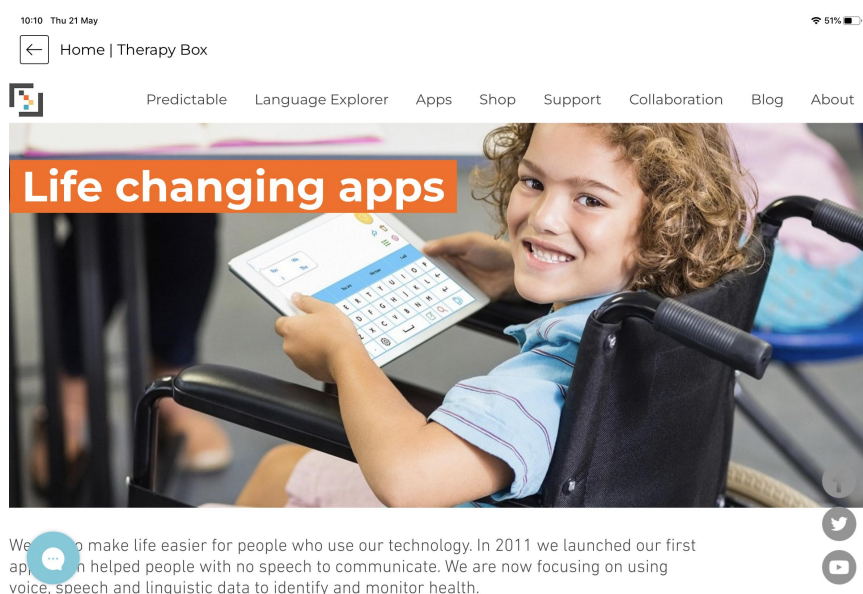 10:10 Thu 21 May
51%
Home | Therapy Box
Predictable Language Explorer Apps Shop Support Collaboration Blog About
Life changing apps
E R T Y U I O P
D F G H J K L
X C V B N M
We make life easier for people who use our technology. In 2011 we launched our first
helped people with no speech to communicate. We are now focusing on using
voice, speech and linguistic data to identify and monitor health.